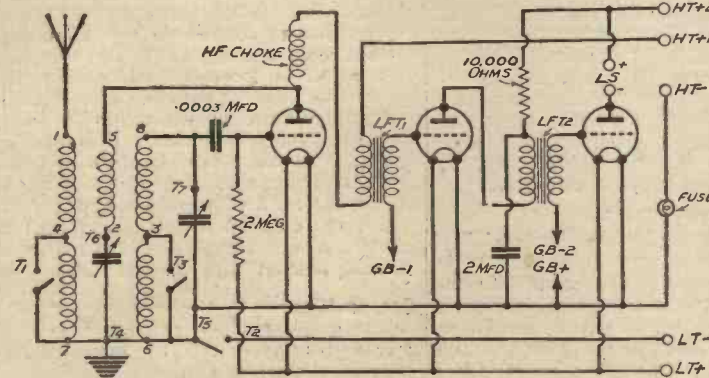 HT+2
HT+1
HF CHOKE
10,000
OHMS
+
LS
-
HT-
.0003 MFD
1
5
8
LFT1
LFT2
T7
2 MEG
FUSE
4
T6
2
3
GB-1
2MFD
GB-2
GB+
T1
T3
T4
T5
T2
LT-
7
6
LT+